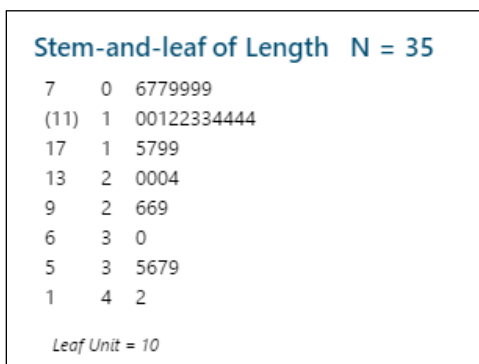 Stem-and-leaf of Length N = 35
7 0 6779999
(11) 1 00122334444
17 1 5799
13 2 0004
9 2 669
6 3 0
5 3 5679
1 4 2
Leaf Unit = 10